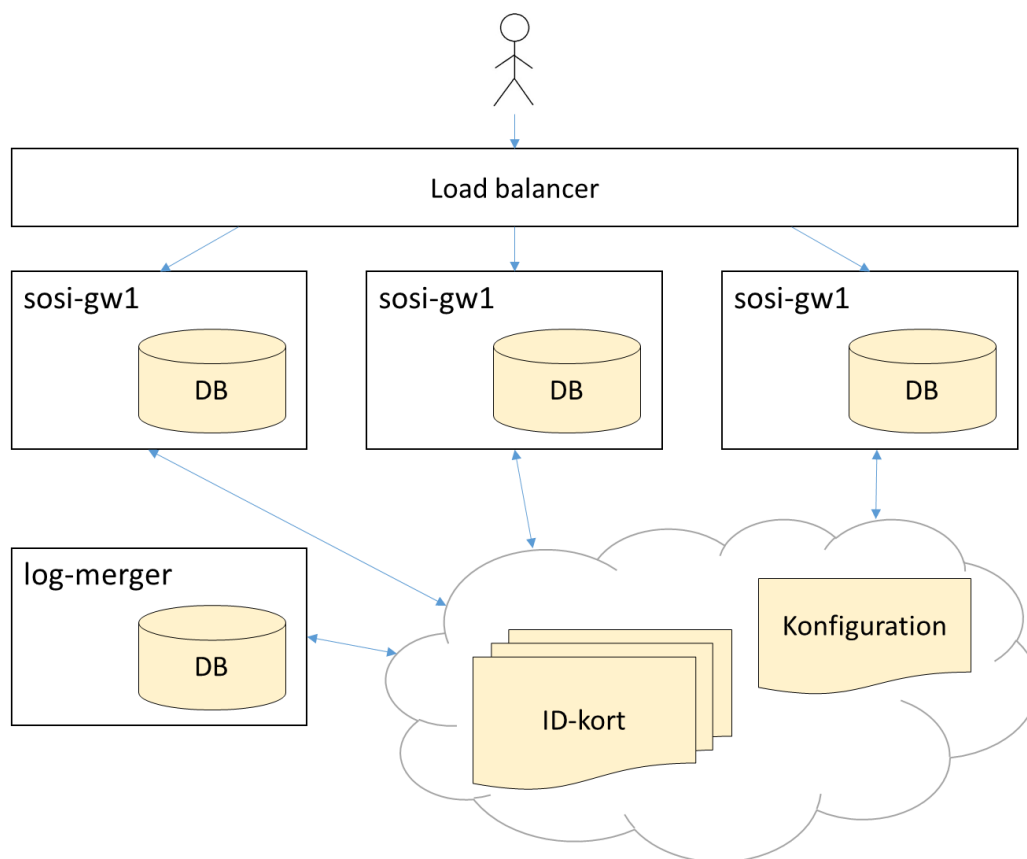 Load balancer
sosi-gw1
DB
sosi-gw1
DB
sosi-gw1
DB
log-merger
DB
ID-kort
Konfiguration